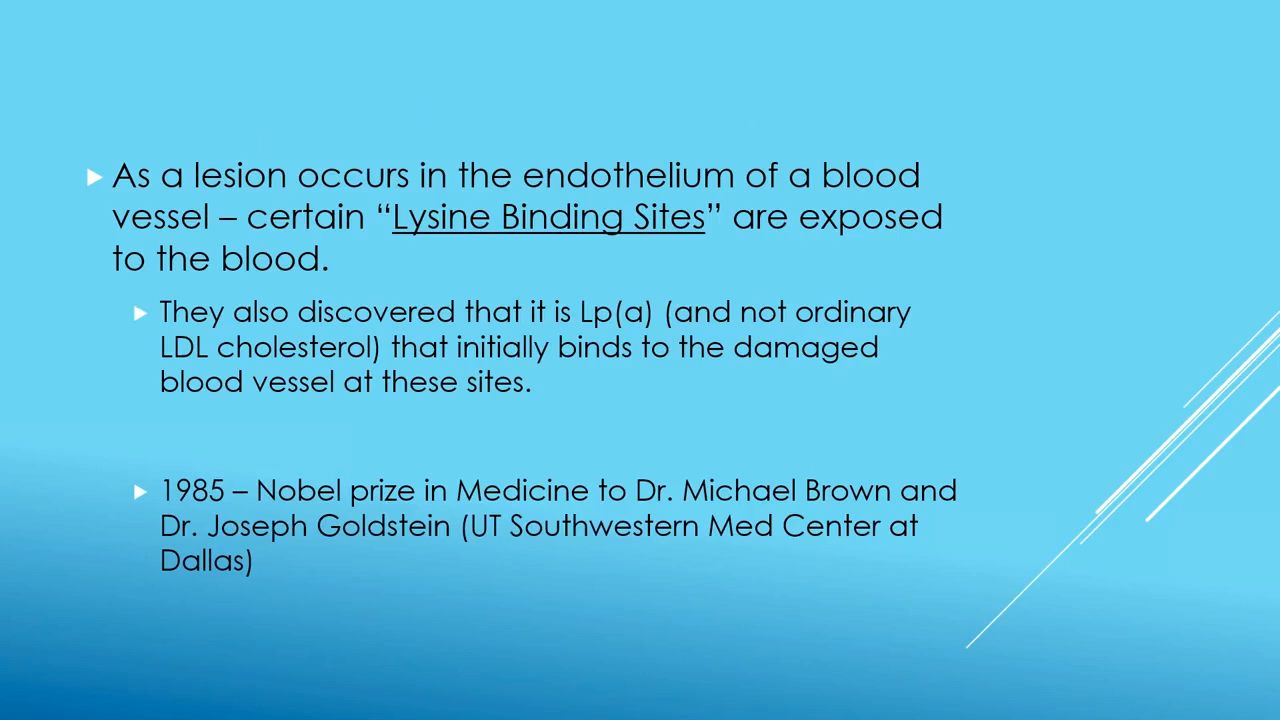 As a lesion occurs in the endothelium of a blood
vessel – certain “Lysine Binding Sites” are exposed
to the blood.
They also discovered that it is Lp(a) (and not ordinary
LDL cholesterol) that initially binds to the damaged
blood vessel at these sites.
1985 – Nobel prize in Medicine to Dr. Michael Brown and
Dr. Joseph Goldstein (UT Southwestern Med Center at
Dallas)